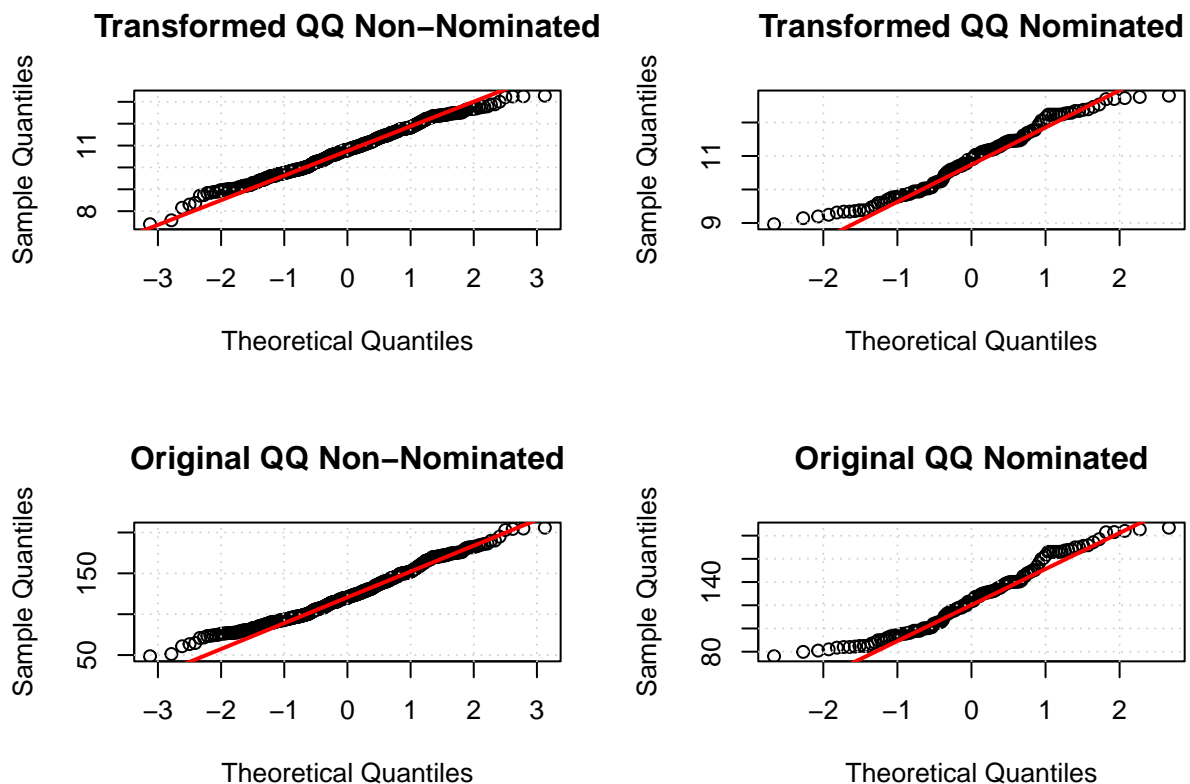 Transformed QQ Non−Nominated
Sample Quantiles
8 11
−3 −2 −1 0 1 2 3
Theoretical Quantiles
Transformed QQ Nominated
Sample Quantiles
9 11
−2 −1 0 1 2
Theoretical Quantiles
Original QQ Non−Nominated
Sample Quantiles
50 150
−3 −2 −1 0 1 2 3
Theoretical Quantiles
Original QQ Nominated
Sample Quantiles
80 140
−2 −1 0 1 2
Theoretical Quantiles